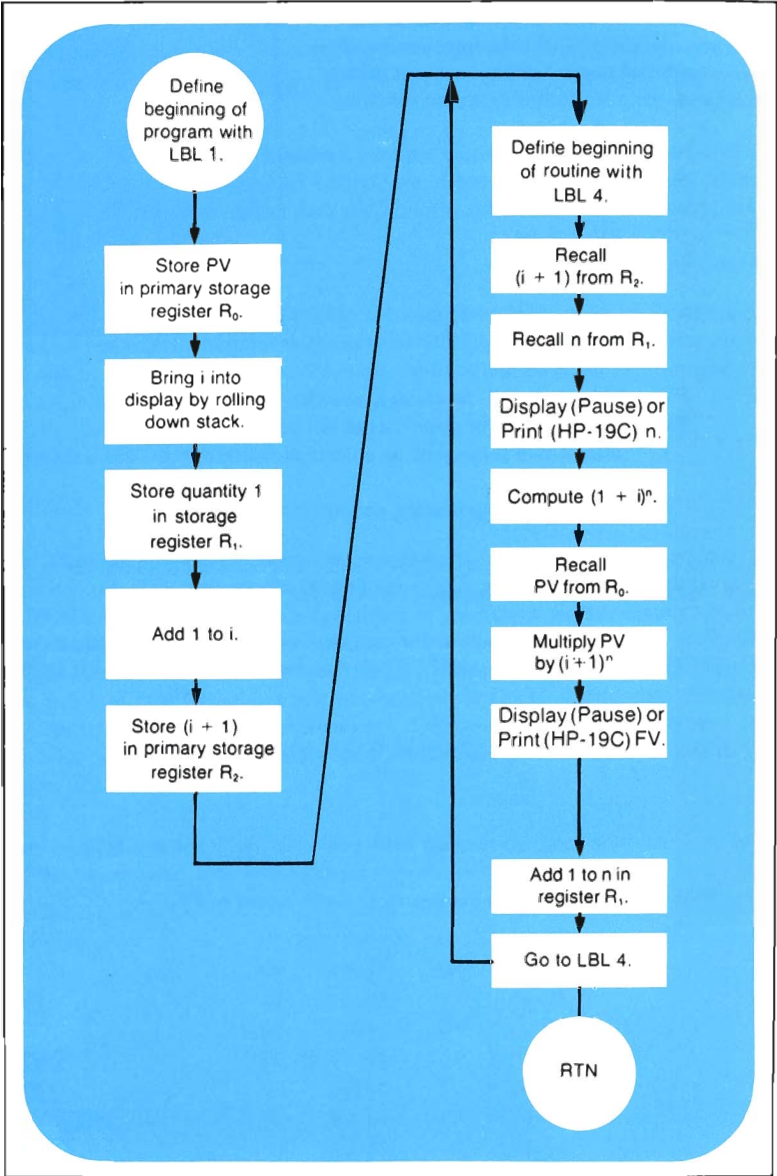 Define
beginning of
program with
LBL 1.
Store PV
in primary storage
register R₀.
Bring i into
display by rolling
down stack.
Store quantity 1
in storage
register R₁.
Add 1 to i.
Store (i + 1)
in primary storage
register R₂.
Define beginning
of routine with
LBL 4.
Recall
(i + 1) from R₂.
Recall n from R₁.
Display (Pause) or
Print (HP-19C) n.
Compute (1 + i)ⁿ.
Recall
PV from R₀.
Multiply PV
by (i + 1)ⁿ
Display (Pause) or
Print (HP-19C) FV.
Add 1 to n in
register R₁.
Go to LBL 4.
RTN